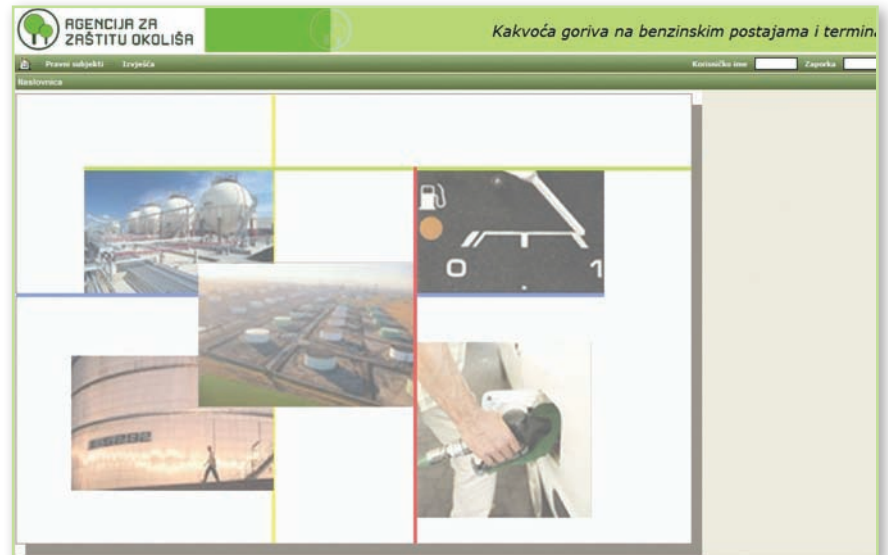 AGENCIJA ZA
ZAŠTITU OKOLIŠA
Kakvoća goriva na benzinskim postajama i termin
Pravni subjekti Izvješća Korisničko ime Zaporka
Naslovnica
0 1